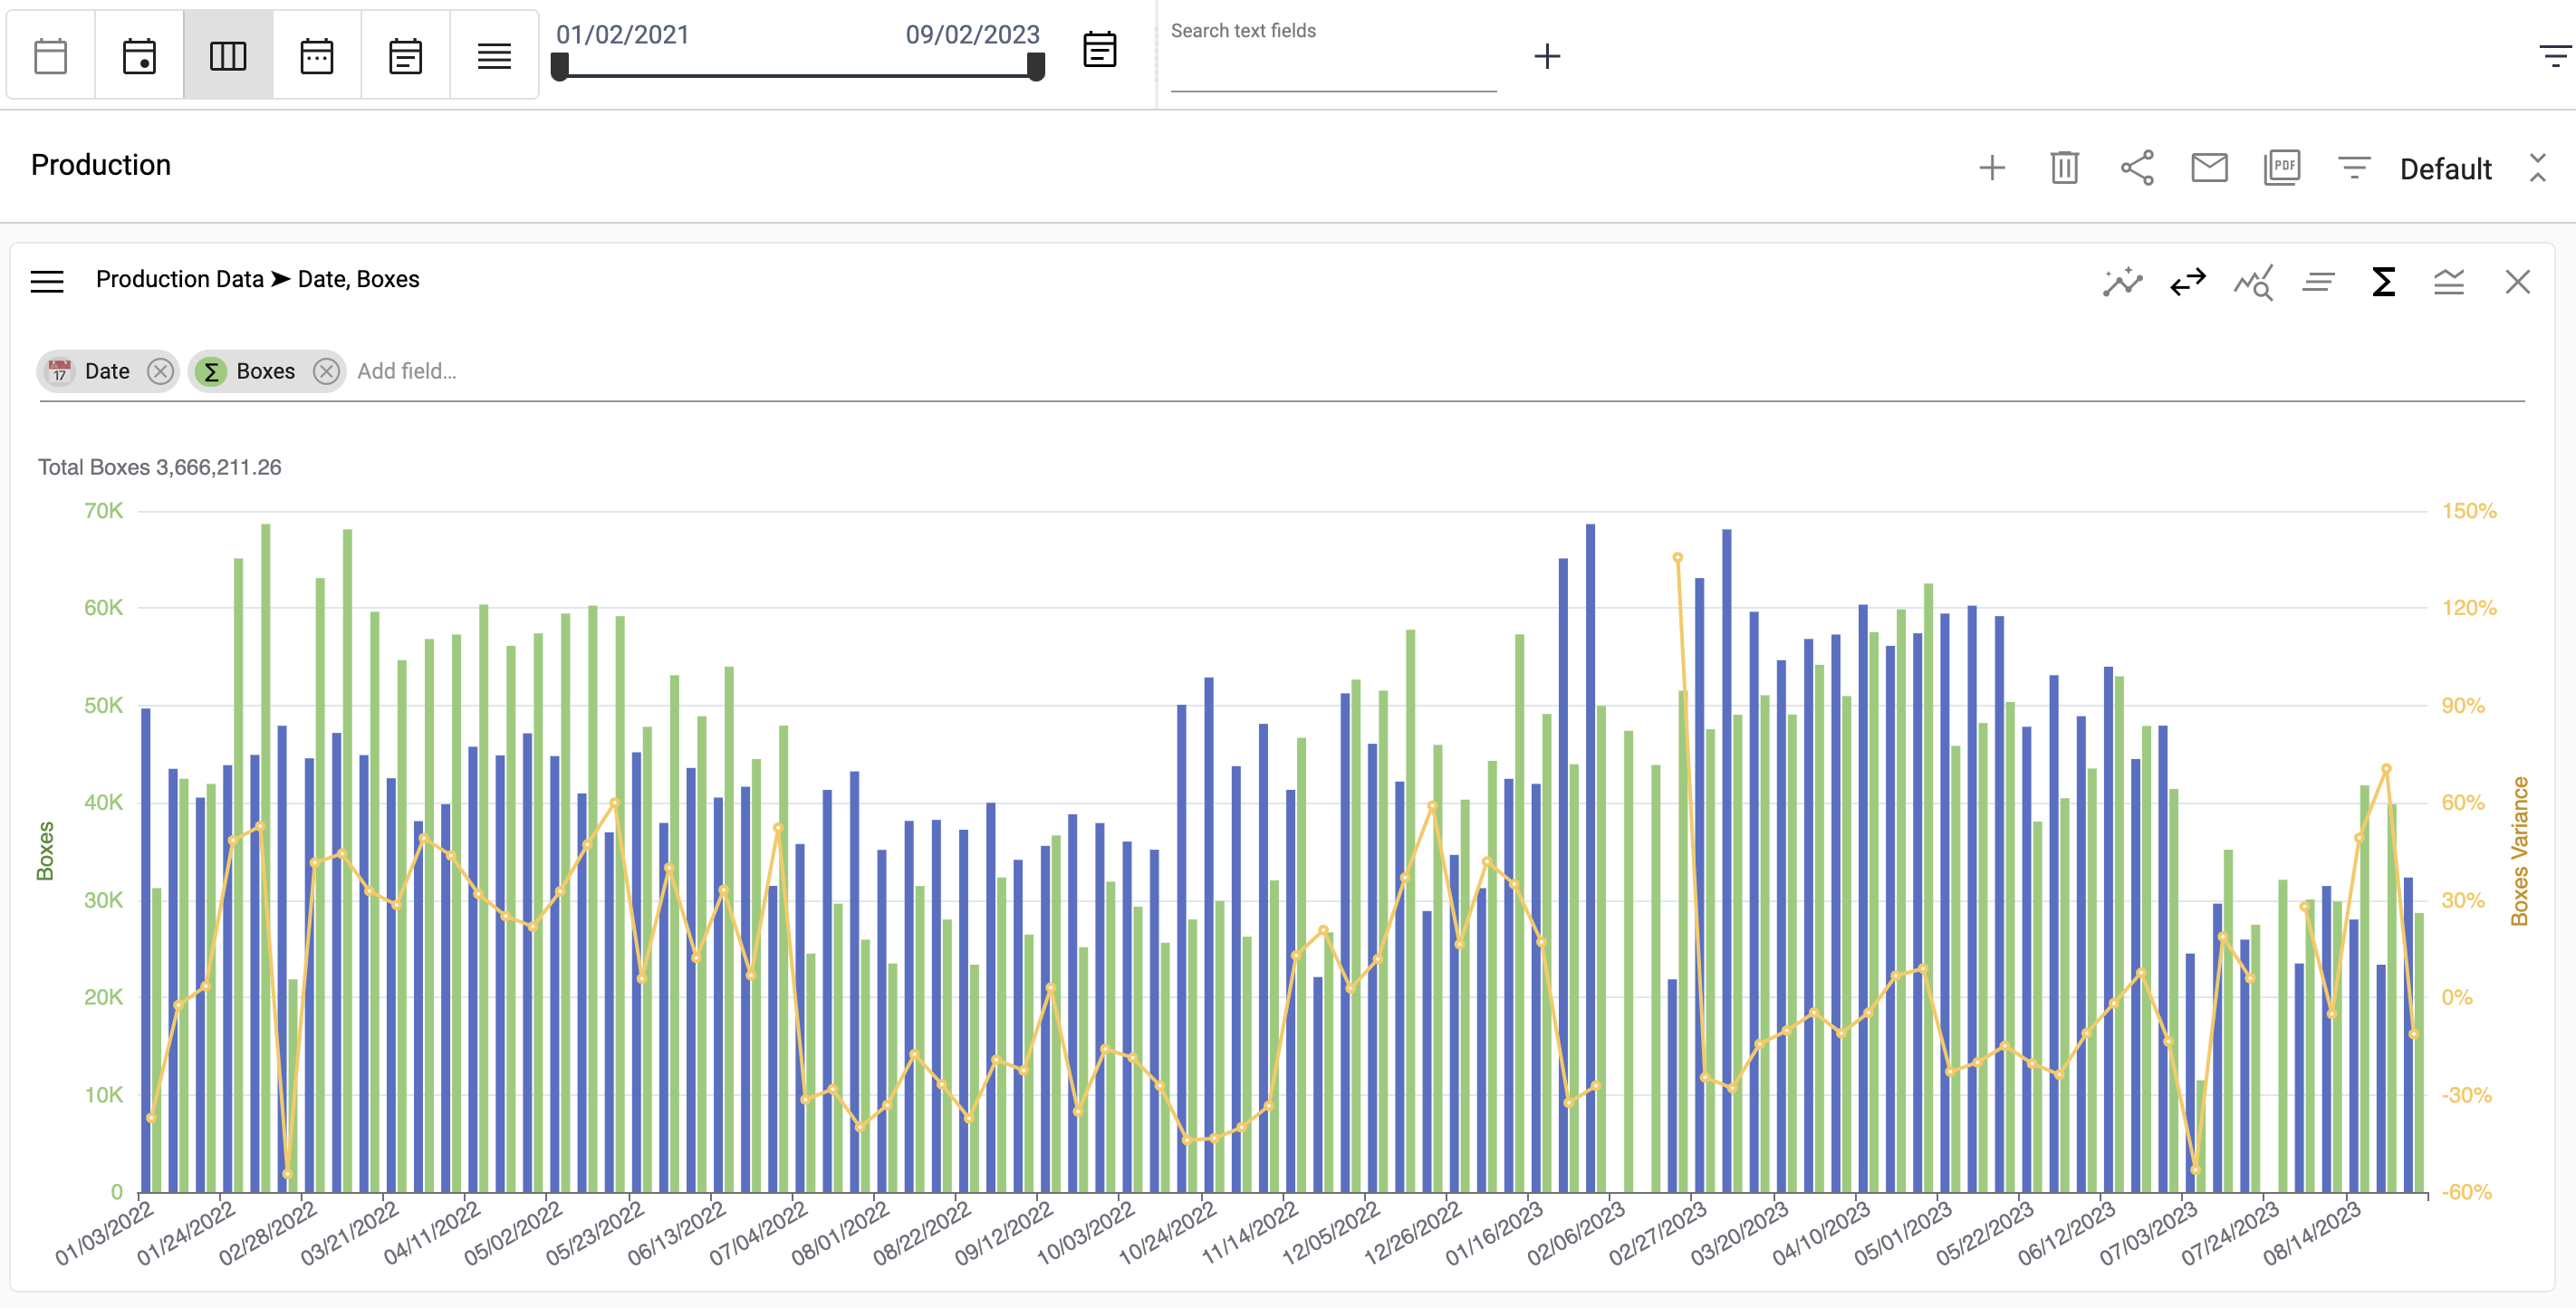 01/02/2021 09/02/2023
Search text fields
Production
PDF
Default
Production Data ➤ Date, Boxes
17 Date Σ Boxes Add field...
Total Boxes 3,666,211.26
70K
60K
50K
40K
30K
20K
10K
0
Boxes
150%
120%
90%
60%
30%
0%
-30%
-60%
Boxes Variance
01/03/2022
01/24/2022
02/28/2022
03/21/2022
04/11/2022
05/02/2022
05/23/2022
06/13/2022
07/04/2022
08/01/2022
08/22/2022
09/12/2022
10/03/2022
10/24/2022
11/14/2022
12/05/2022
12/26/2022
01/16/2023
02/06/2023
02/27/2023
03/20/2023
04/10/2023
05/01/2023
05/22/2023
06/12/2023
07/03/2023
07/24/2023
08/14/2023